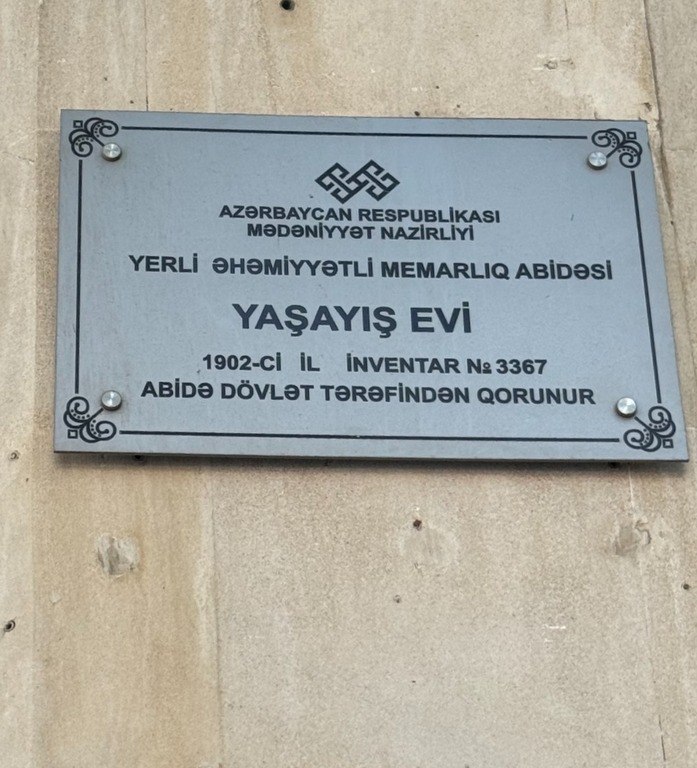 AZƏRBAYCAN RESPUBLİKASI
MƏDƏNİYYƏT NAZİRLİYİ
YERLİ ƏHƏMİYYƏTLİ MEMARLIQ ABİDƏSİ
YAŞAYIŞ EVİ
1902-Cİ İL İNVENTAR № 3367
ABİDƏ DÖVLƏT TƏRƏFİNDƏN QORUNUR